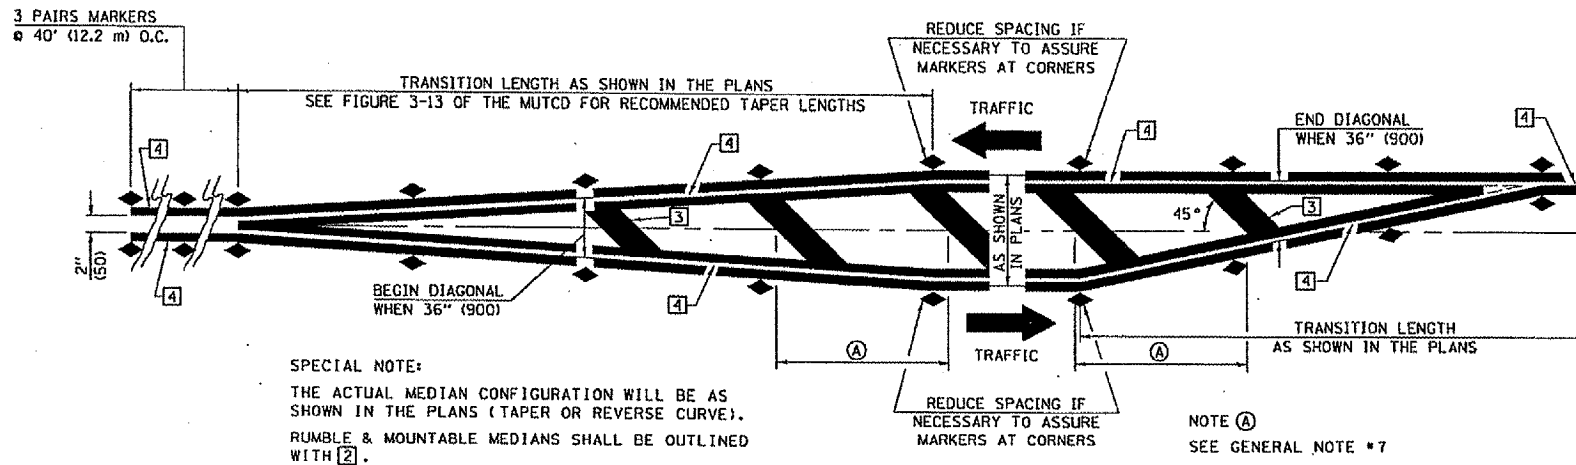 3 PAIRS MARKERS
@ 40' (12.2 m) O.C.
TRANSITION LENGTH AS SHOWN IN THE PLANS
SEE FIGURE 3-13 OF THE MUTCD FOR RECOMMENDED TAPER LENGTHS
REDUCE SPACING IF
NECESSARY TO ASSURE
MARKERS AT CORNERS
TRAFFIC
END DIAGONAL
WHEN 36" (900)
4
4
4
4
3
3
45°
AS SHOWN
IN PLANS
2"
(50)
4
BEGIN DIAGONAL
WHEN 36" (900)
4
4
A
TRAFFIC
A
TRANSITION LENGTH
AS SHOWN IN THE PLANS
SPECIAL NOTE:
THE ACTUAL MEDIAN CONFIGURATION WILL BE AS
SHOWN IN THE PLANS (TAPER OR REVERSE CURVE).
RUMBLE & MOUNTABLE MEDIANS SHALL BE OUTLINED
WITH 2.
REDUCE SPACING IF
NECESSARY TO ASSURE
MARKERS AT CORNERS
NOTE A
SEE GENERAL NOTE #7